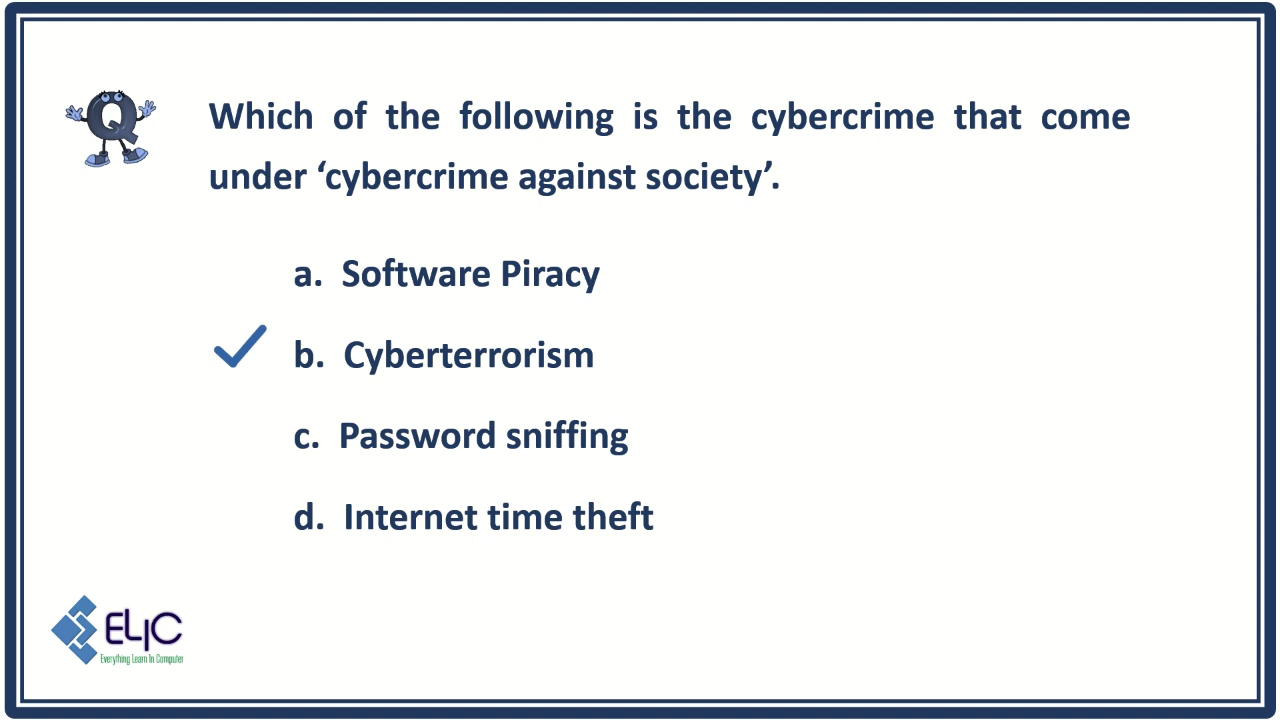 Which of the following is the cybercrime that come
under ‘cybercrime against society’.
a. Software Piracy
b. Cyberterrorism
c. Password sniffing
d. Internet time theft
ELIC
Everything Learn In Computer